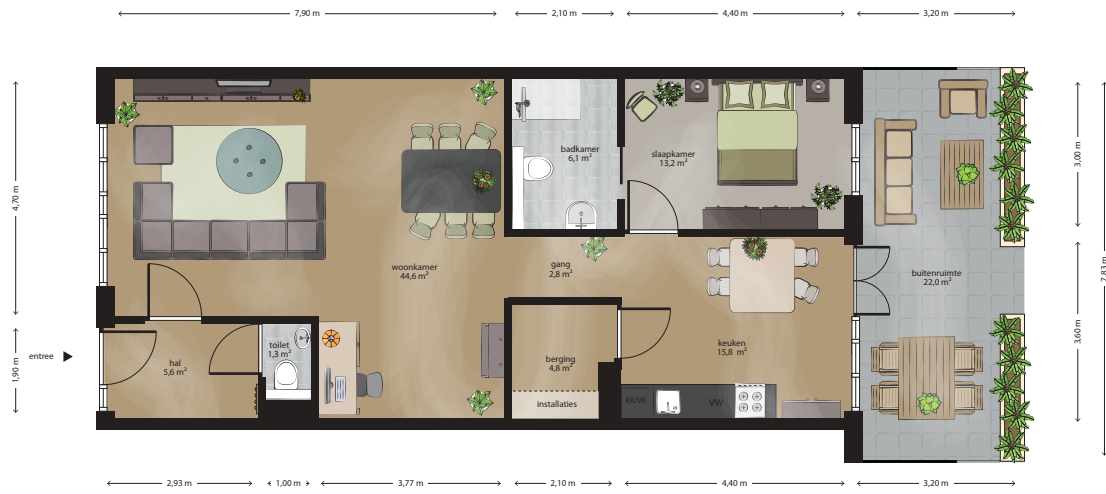 7,90 m
2,10 m
4,40 m
3,20 m
4,70 m
1,90 m
entree
woonkamer
44,6 m²
hal
5,6 m²
toilet
1,3 m²
badkamer
6,1 m²
slaapkamer
13,2 m²
gang
2,8 m²
berging
4,8 m²
installaties
keuken
15,8 m²
KK/VK
VW
buitenruimte
22,0 m²
3,00 m
3,60 m
7,83 m
2,93 m
1,00 m
3,77 m
2,10 m
4,40 m
3,20 m